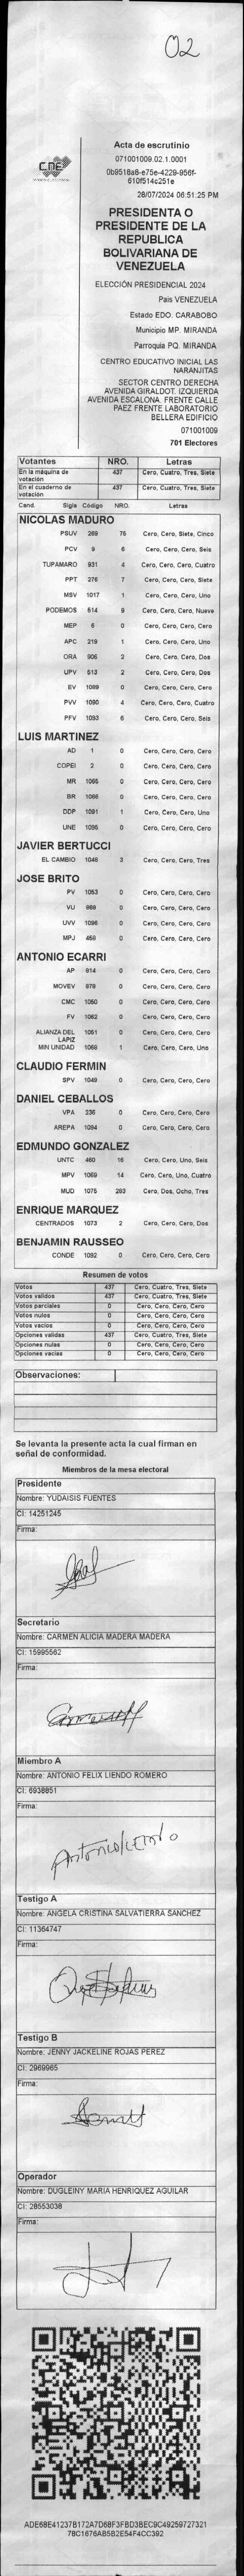 02
CNE
Acta de escrutinio
071001009.02.1.0001
0b9518a8-e75e-4229-956f-
610f514c251e
28/07/2024 06:51:25 PM
PRESIDENTA O
PRESIDENTE DE LA
REPUBLICA
BOLIVARIANA DE
VENEZUELA
ELECCIÓN PRESIDENCIAL 2024
Pais VENEZUELA
Estado EDO. CARABOBO
Municipio MP. MIRANDA
Parroquia PQ. MIRANDA
CENTRO EDUCATIVO INICIAL LAS
NARANJITAS
SECTOR CENTRO DERECHA
AVENIDA GIRALDOT. IZQUIERDA
AVENIDA ESCALONA. FRENTE CALLE
PAEZ FRENTE LABORATORIO
BELLERA EDIFICIO
071001009
701 Electores
Votantes NRO. Letras
En la máquina de votación 437 Cero, Cuatro, Tres, Siete
En el cuaderno de votación 437 Cero, Cuatro, Tres, Siete
Cand. Sigla Código NRO. Letras
NICOLAS MADURO
PSUV 269 75 Cero, Cero, Siete, Cinco
PCV 9 6 Cero, Cero, Cero, Seis
TUPAMARO 931 4 Cero, Cero, Cero, Cuatro
PPT 276 7 Cero, Cero, Cero, Siete
MSV 1017 1 Cero, Cero, Cero, Uno
PODEMOS 514 9 Cero, Cero, Cero, Nueve
MEP 6 0 Cero, Cero, Cero, Cero
APC 219 1 Cero, Cero, Cero, Uno
ORA 906 2 Cero, Cero, Cero, Dos
UPV 513 2 Cero, Cero, Cero, Dos
EV 1089 0 Cero, Cero, Cero, Cero
PVV 1090 4 Cero, Cero, Cero, Cuatro
PFV 1093 6 Cero, Cero, Cero, Seis
LUIS MARTINEZ
AD 1 0 Cero, Cero, Cero, Cero
COPEI 2 0 Cero, Cero, Cero, Cero
MR 1065 0 Cero, Cero, Cero, Cero
BR 1066 0 Cero, Cero, Cero, Cero
DDP 1091 1 Cero, Cero, Cero, Uno
UNE 1095 0 Cero, Cero, Cero, Cero
JAVIER BERTUCCI
EL CAMBIO 1048 3 Cero, Cero, Cero, Tres
JOSE BRITO
PV 1053 0 Cero, Cero, Cero, Cero
VU 868 0 Cero, Cero, Cero, Cero
UVV 1096 0 Cero, Cero, Cero, Cero
MPJ 458 0 Cero, Cero, Cero, Cero
ANTONIO ECARRI
AP 814 0 Cero, Cero, Cero, Cero
MOVEV 878 0 Cero, Cero, Cero, Cero
CMC 1050 0 Cero, Cero, Cero, Cero
FV 1062 0 Cero, Cero, Cero, Cero
ALIANZA DEL LAPIZ 1051 0 Cero, Cero, Cero, Cero
MIN UNIDAD 1068 1 Cero, Cero, Cero, Uno
CLAUDIO FERMIN
SPV 1049 0 Cero, Cero, Cero, Cero
DANIEL CEBALLOS
VPA 336 0 Cero, Cero, Cero, Cero
AREPA 1094 0 Cero, Cero, Cero, Cero
EDMUNDO GONZALEZ
UNTC 460 16 Cero, Cero, Uno, Seis
MPV 1069 14 Cero, Cero, Uno, Cuatro
MUD 1075 283 Cero, Dos, Ocho, Tres
ENRIQUE MARQUEZ
CENTRADOS 1073 2 Cero, Cero, Cero, Dos
BENJAMIN RAUSSEO
CONDE 1092 0 Cero, Cero, Cero, Cero
Resumen de votos
Votos 437 Cero, Cuatro, Tres, Siete
Votos validos 437 Cero, Cuatro, Tres, Siete
Votos parciales 0 Cero, Cero, Cero, Cero
Votos nulos 0 Cero, Cero, Cero, Cero
Votos vacios 0 Cero, Cero, Cero, Cero
Opciones validas 437 Cero, Cuatro, Tres, Siete
Opciones nulas 0 Cero, Cero, Cero, Cero
Opciones vacias 0 Cero, Cero, Cero, Cero
Observaciones:
Se levanta la presente acta la cual firman en
señal de conformidad.
Miembros de la mesa electoral
Presidente
Nombre: YUDAISIS FUENTES
CI: 14251245
Firma:
Secretario
Nombre: CARMEN ALICIA MADERA MADERA
CI: 15995562
Firma:
Miembro A
Nombre: ANTONIO FELIX LIENDO ROMERO
CI: 6938851
Firma:
Antonio Liendo
Testigo A
Nombre: ANGELA CRISTINA SALVATIERRA SANCHEZ
CI: 11364747
Firma:
Testigo B
Nombre: JENNY JACKELINE ROJAS PEREZ
CI: 2969965
Firma:
Operador
Nombre: DUGLEINY MARIA HENRIQUEZ AGUILAR
CI: 28553038
Firma:
ADE68E41237B172A7D68F3FBD3BEC9C49259727321
78C1676AB5B2E54F4CC392